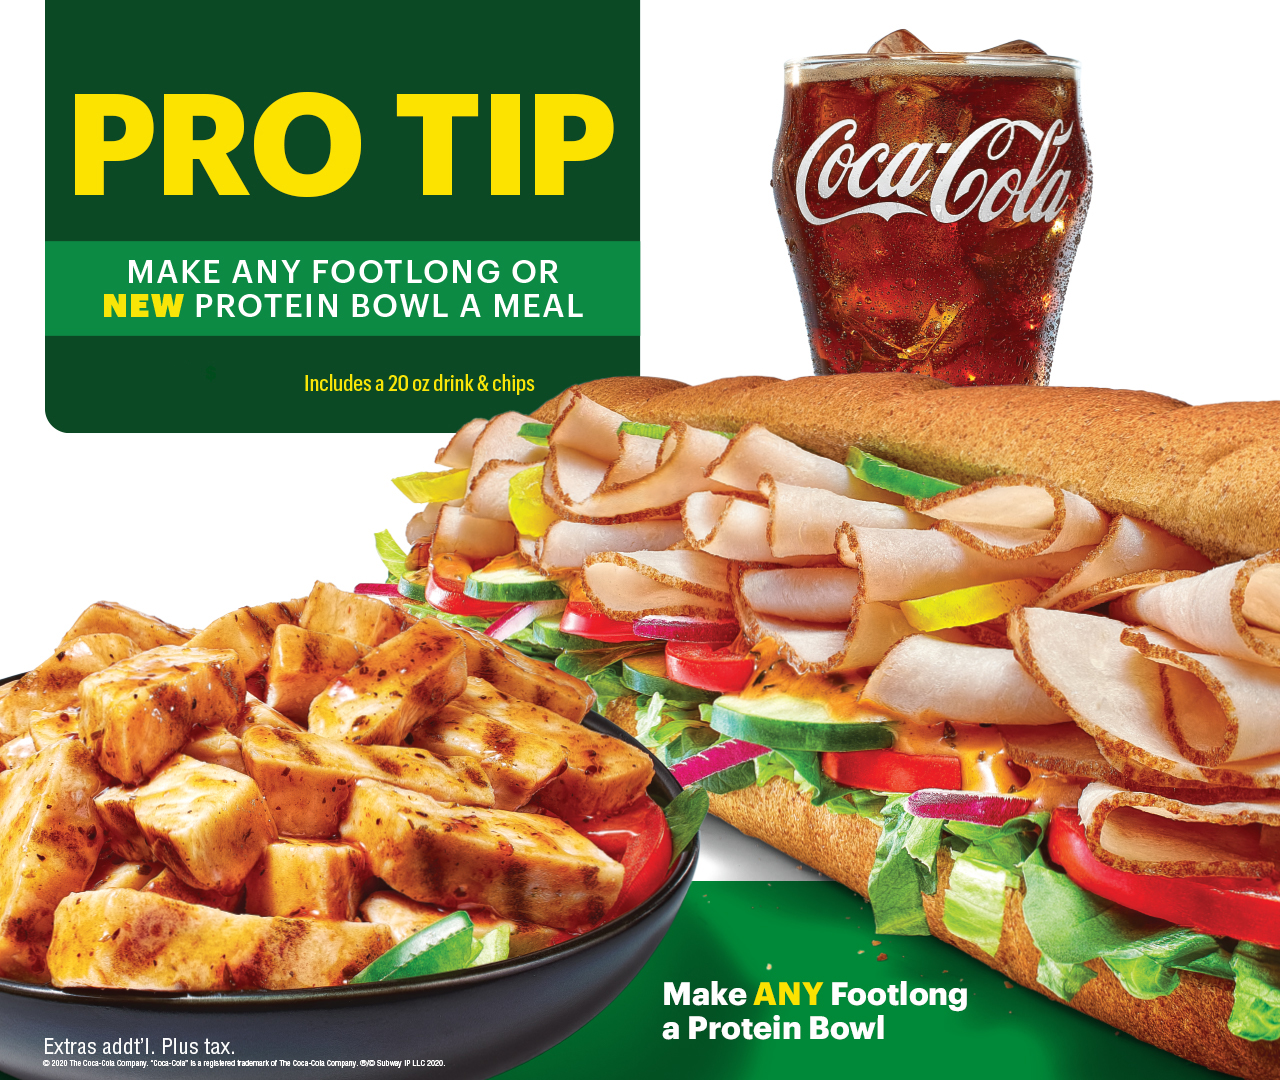 PRO TIP
MAKE ANY FOOTLONG OR
NEW PROTEIN BOWL A MEAL
Includes a 20 oz drink & chips
Coca-Cola
Make ANY Footlong
a Protein Bowl
Extras addt'l. Plus tax.
© 2020 The Coca-Cola Company. "Coca-Cola" is a registered trademark of The Coca-Cola Company. ®/© Subway IP LLC 2020.